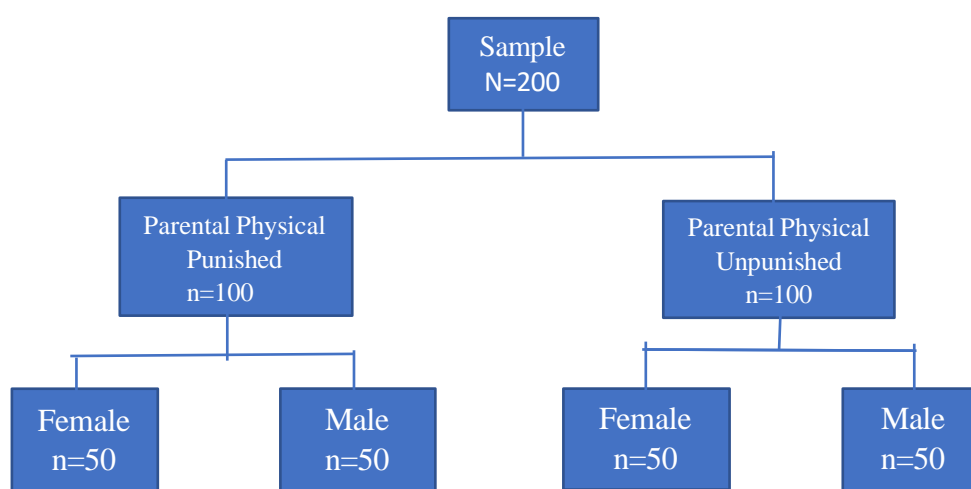 Sample
N=200
Parental Physical
Punished
n=100
Parental Physical
Unpunished
n=100
Female
n=50
Male
n=50
Female
n=50
Male
n=50